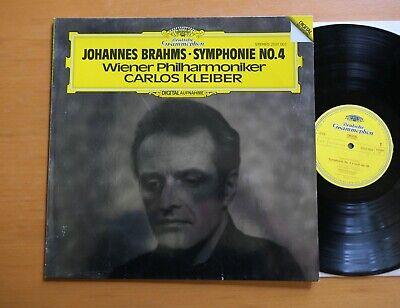 Deutsche
Grammophon
DIGITAL
STEREO 2532 003
JOHANNES BRAHMS · SYMPHONIE NO. 4
Wiener Philharmoniker
CARLOS KLEIBER
DIGITAL AUFNAHME
Deutsche
Grammophon